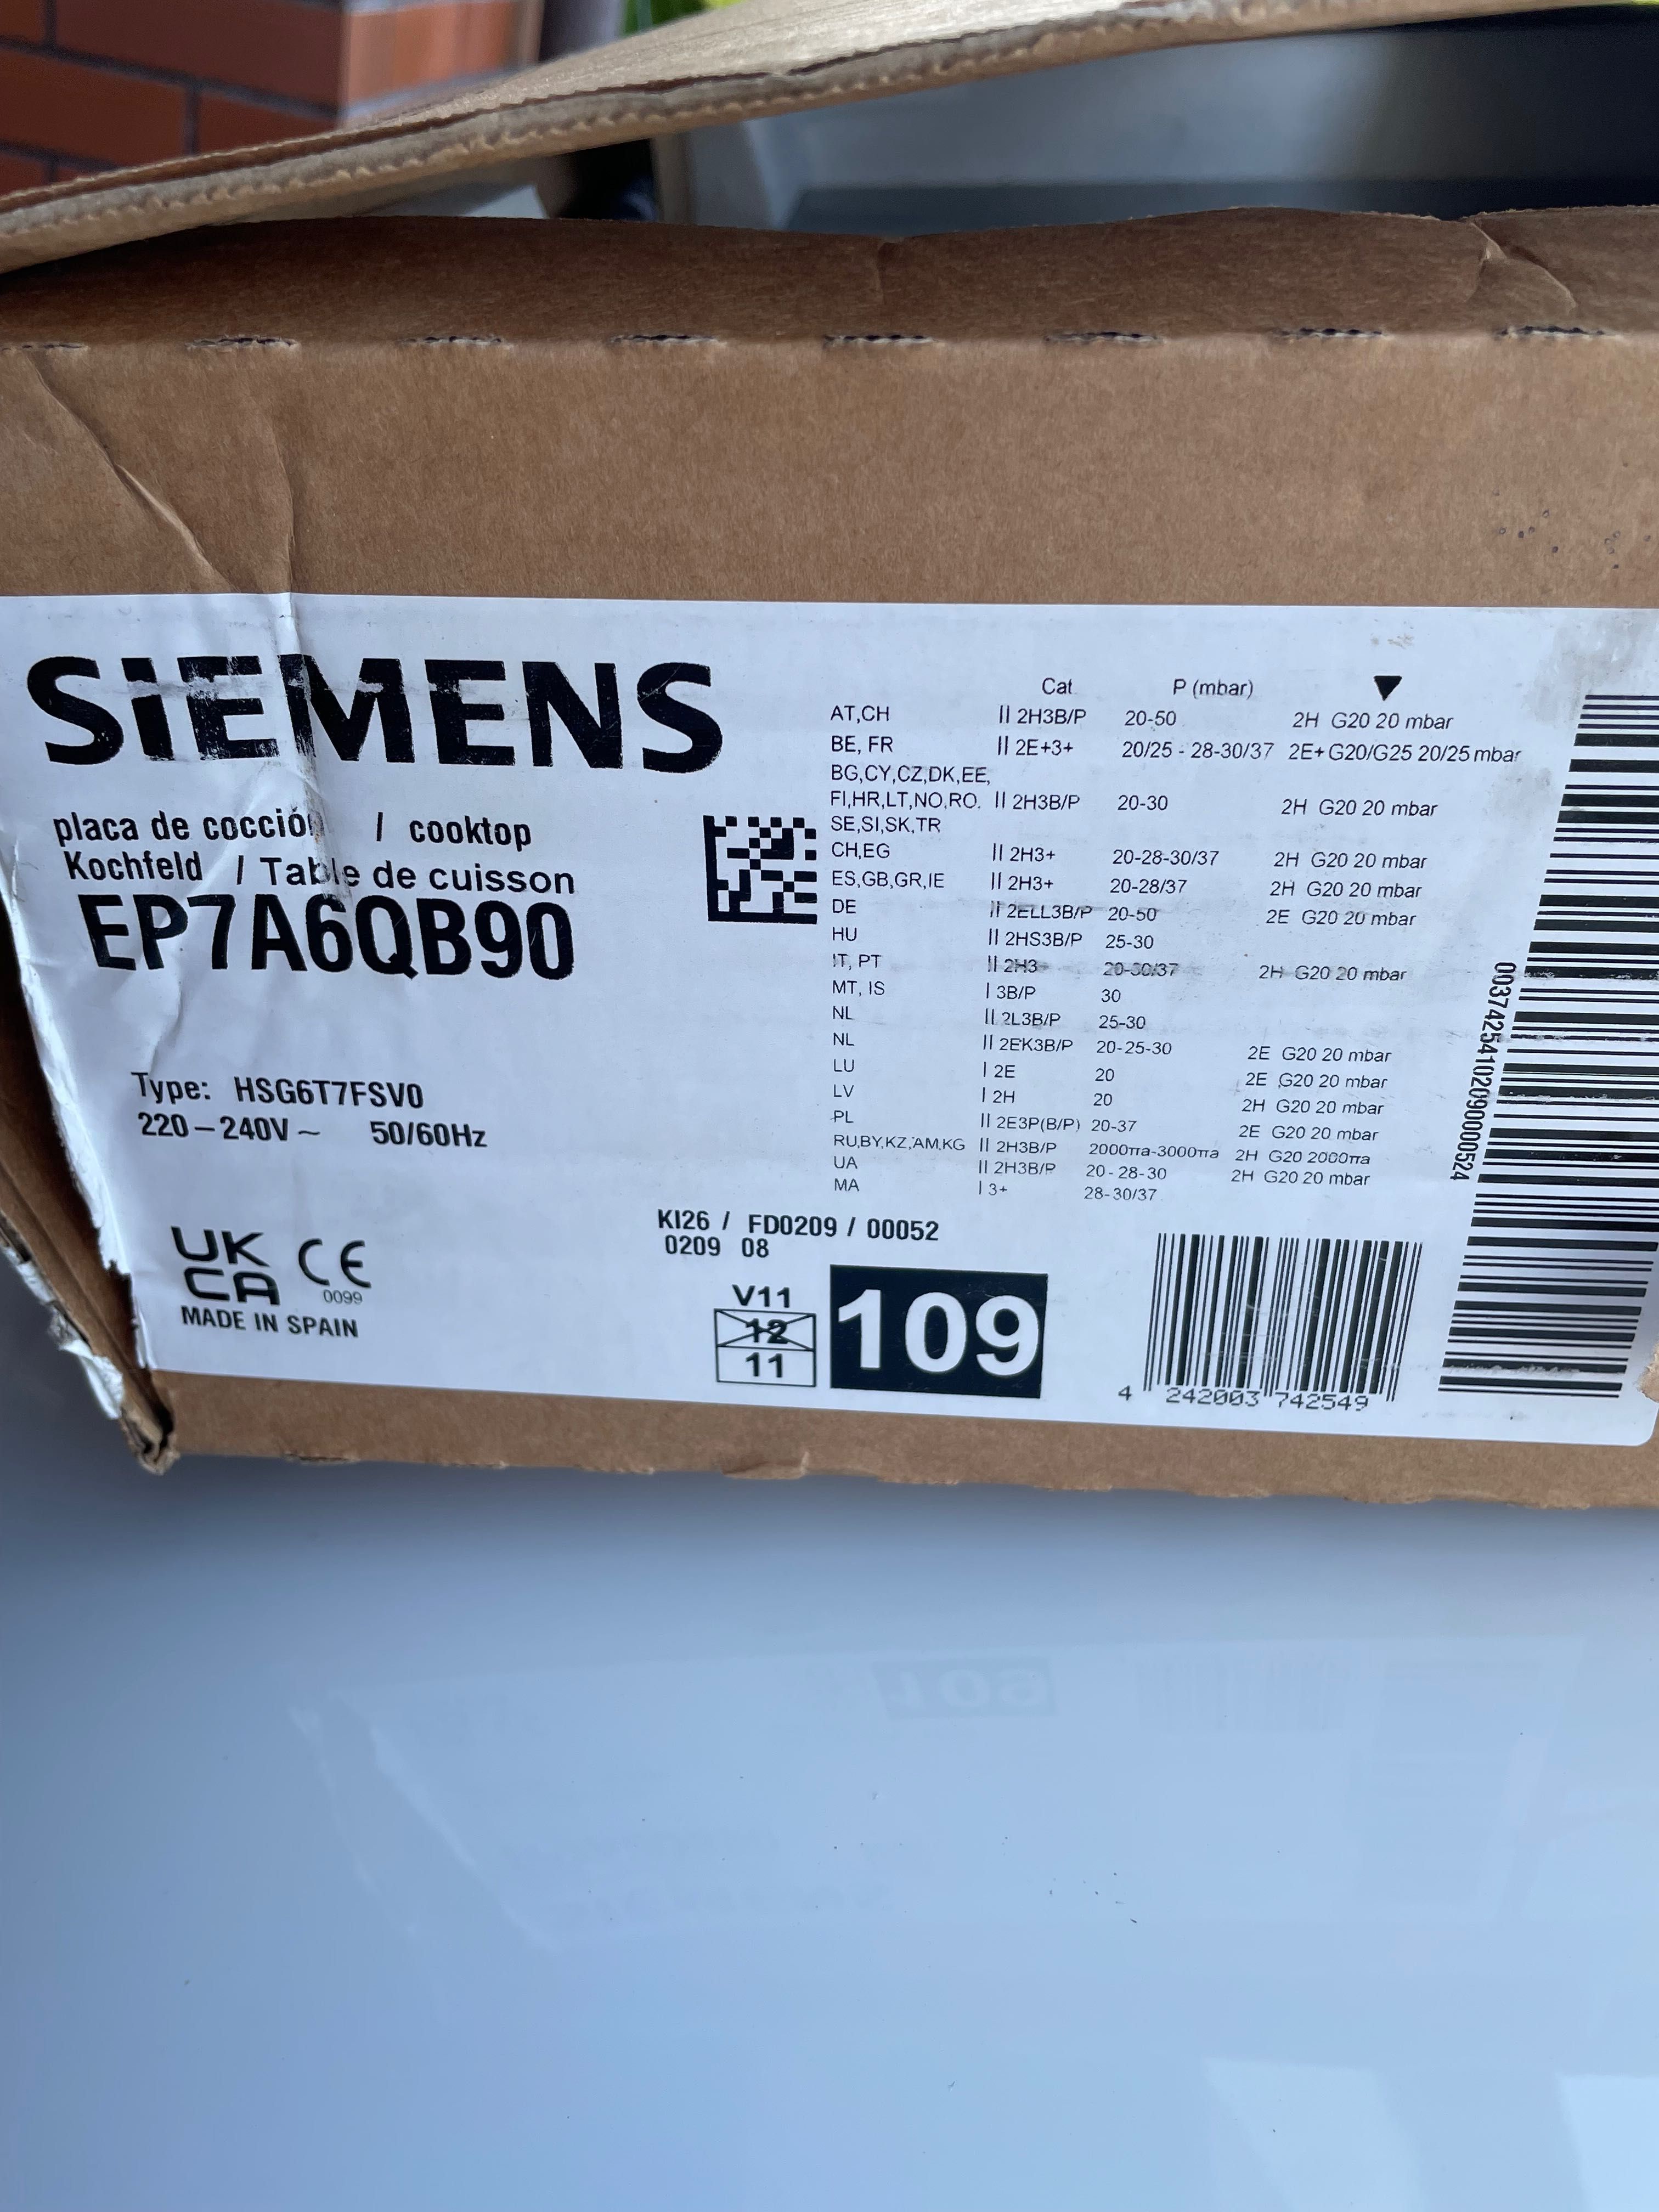 SIEMENS
placa de cocción / cooktop
Kochfeld / Table de cuisson
EP7A6QB90
Type: HSG6T7FSV0
220–240V ~ 50/60Hz
UK
CA
CE
0099
MADE IN SPAIN
Cat P (mbar)
AT,CH II 2H3B/P 20-50 2H G20 20 mbar
BE, FR II 2E+3+ 20/25 - 28-30/37 2E+G20/G25 20/25 mbar
BG,CY,CZ,DK,EE,
FI,HR,LT,NO,RO. II 2H3B/P 20-30 2H G20 20 mbar
SE,SI,SK,TR
CH,EG II 2H3+ 20-28-30/37 2H G20 20 mbar
ES,GB,GR,IE II 2H3+ 20-28/37 2H G20 20 mbar
DE II 2ELL3B/P 20-50 2E G20 20 mbar
HU II 2HS3B/P 25-30
IT, PT II 2H3+ 20-30/37 2H G20 20 mbar
MT, IS I 3B/P 30
NL II 2L3B/P 25-30
NL II 2EK3B/P 20-25-30 2E G20 20 mbar
LU I 2E 20 2E G20 20 mbar
LV I 2H 20 2H G20 20 mbar
PL II 2E3P(B/P) 20-37 2E G20 20 mbar
RU,BY,KZ,AM,KG II 2H3B/P 2000πa-3000πa 2H G20 2000πa
UA II 2H3B/P 20-28-30 2H G20 20 mbar
MA I 3+ 28-30/37
KI26 / FD0209 / 00052
0209 08
V11
12
11
109
4 242003 742549
003742541020900000524